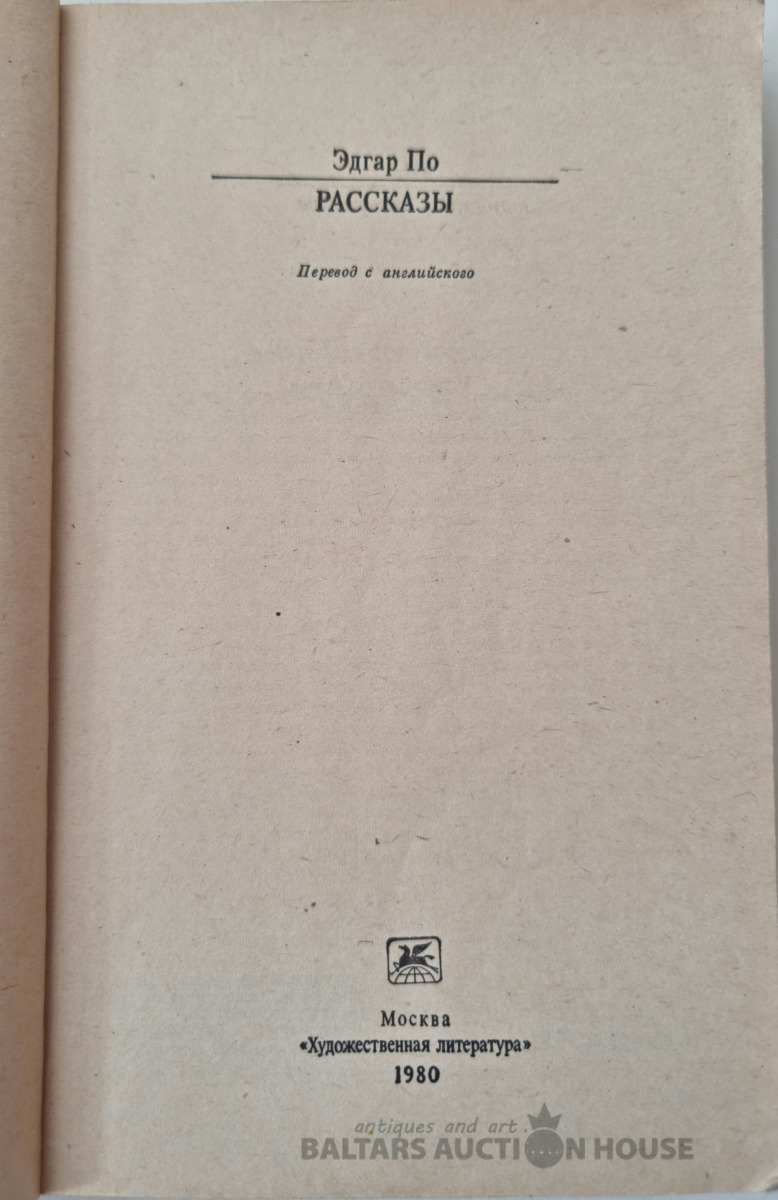 Эдгар По
РАССКАЗЫ
Перевод с английского
Москва
«Художественная литература»
1980
antiques and art
BALTARS AUCTION HOUSE